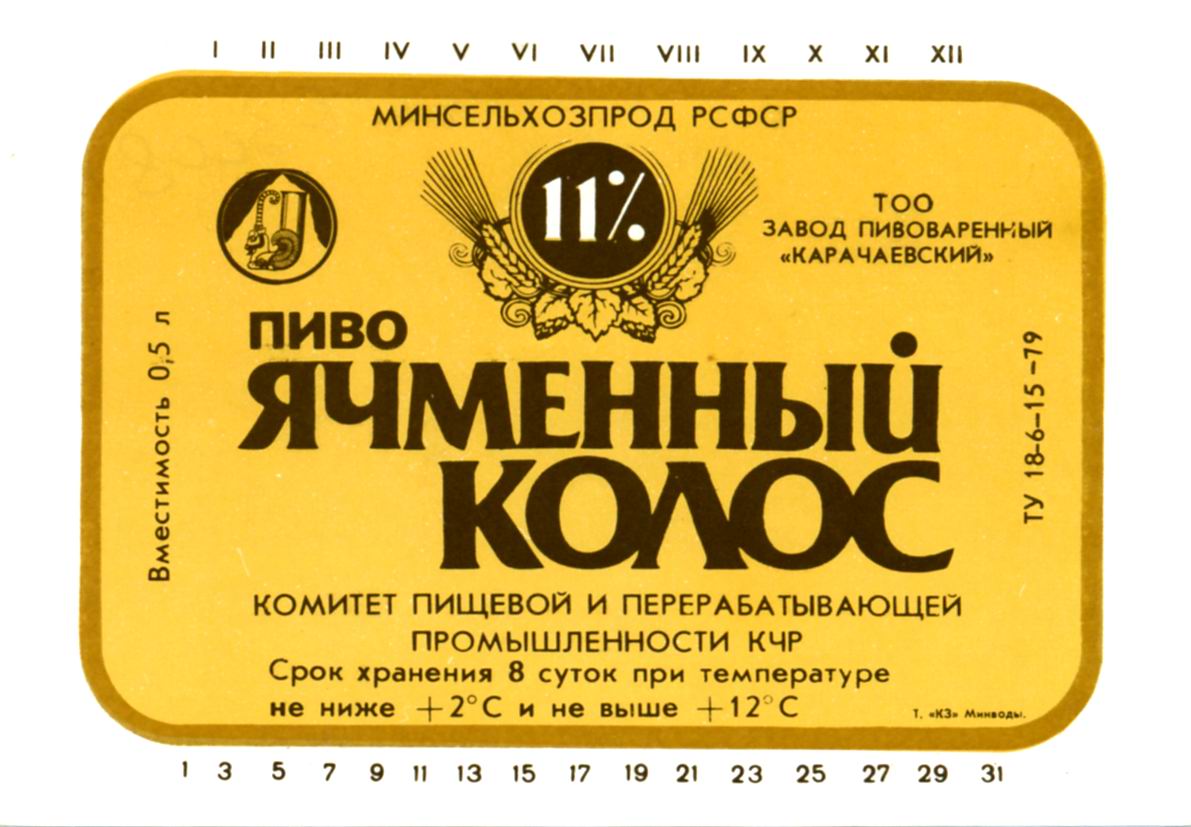 I II III IV V VI VII VIII IX X XI XII
МИНСЕЛЬХОЗПРОД РСФСР
11%
ТОО
ЗАВОД ПИВОВАРЕННЫЙ
«КАРАЧАЕВСКИЙ»
ПИВО
ЯЧМЕННЫЙ
КОЛОС
Вместимость 0,5 л
ТУ 18-6-15-79
КОМИТЕТ ПИЩЕВОЙ И ПЕРЕРАБАТЫВАЮЩЕЙ
ПРОМЫШЛЕННОСТИ КЧР
Срок хранения 8 суток при температуре
не ниже +2°С и не выше +12°С
Т. «КЗ» Минводы.
1 3 5 7 9 11 13 15 17 19 21 23 25 27 29 31